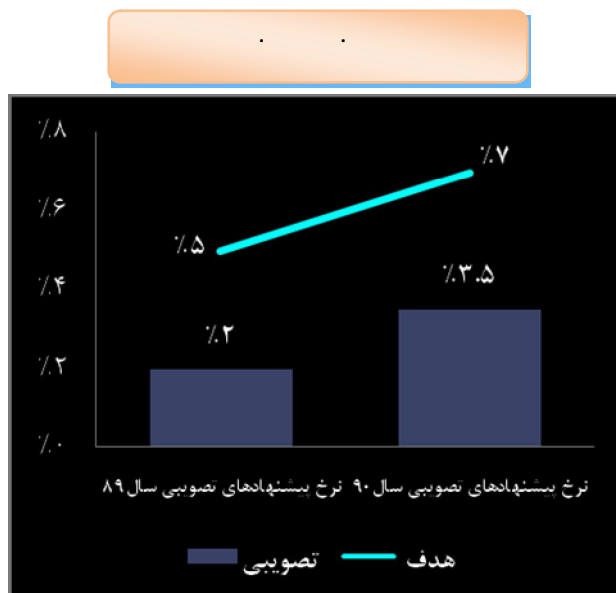 ٪۸
٪۷
٪۶
٪۵
٪۴
٪۳.۵
٪۲
٪۲
٪۰
نرخ پیشنهادهای تصویبی سال ۸۹
نرخ پیشنهادهای تصویبی سال ۹۰
تصویبی
هدف